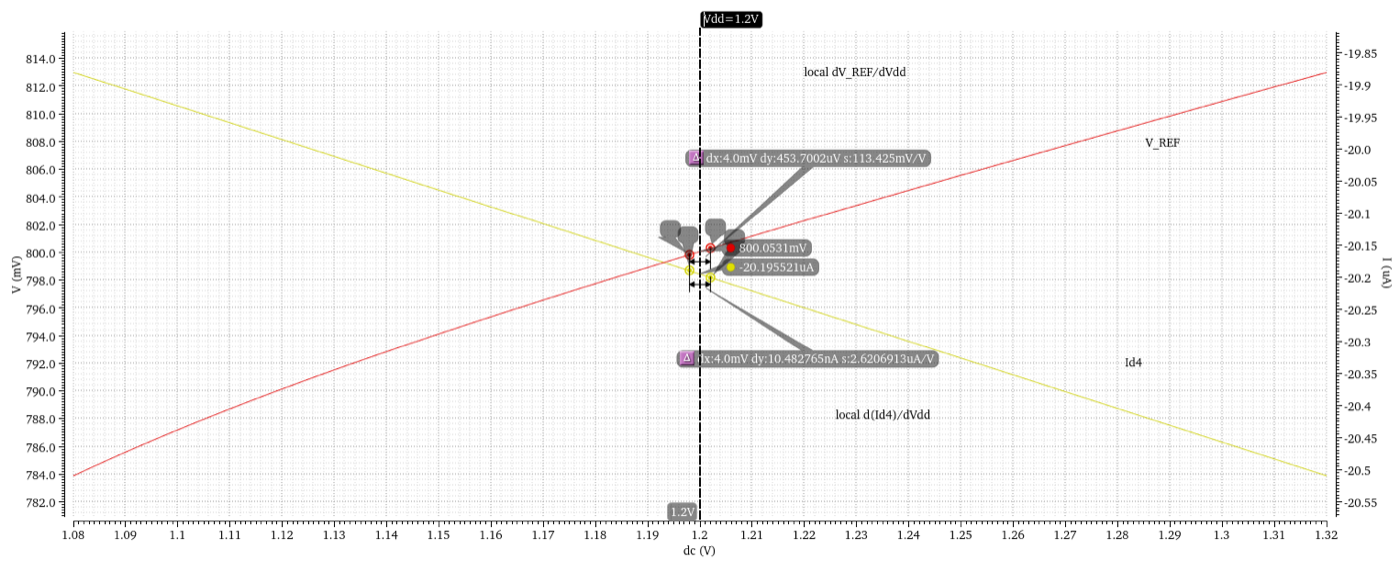 Vdd=1.2V
814.0
812.0
810.0
808.0
806.0
804.0
802.0
800.0
798.0
796.0
794.0
792.0
790.0
788.0
786.0
784.0
782.0
V (mV)
local dV_REF/dVdd
V_REF
dx:4.0mV dy:453.7002uV s:113.425mV/V
800.0531mV
-20.195521uA
dx:4.0mV dy:10.482765nA s:2.6206913uA/V
Id4
local d(Id4)/dVdd
1.2V
-19.85
-19.9
-19.95
-20.0
-20.05
-20.1
-20.15
-20.2
-20.25
-20.3
-20.35
-20.4
-20.45
-20.5
-20.55
I (uA)
1.08 1.09 1.1 1.11 1.12 1.13 1.14 1.15 1.16 1.17 1.18 1.19 1.2 1.21 1.22 1.23 1.24 1.25 1.26 1.27 1.28 1.29 1.3 1.31 1.32
dc (V)